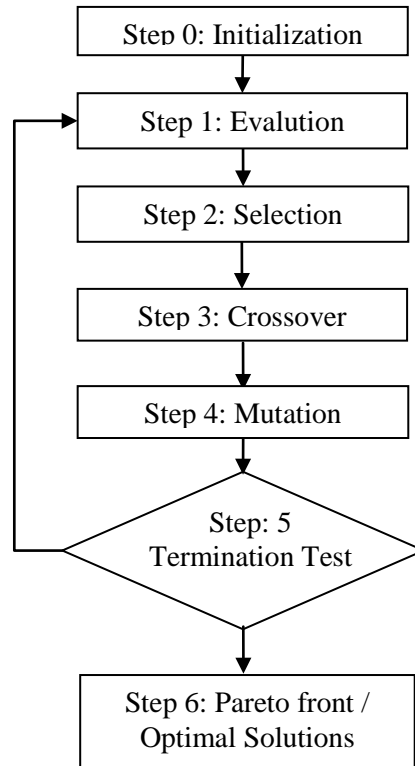 Step 0: Initialization
Step 1: Evalution
Step 2: Selection
Step 3: Crossover
Step 4: Mutation
Step: 5
Termination Test
Step 6: Pareto front /
Optimal Solutions